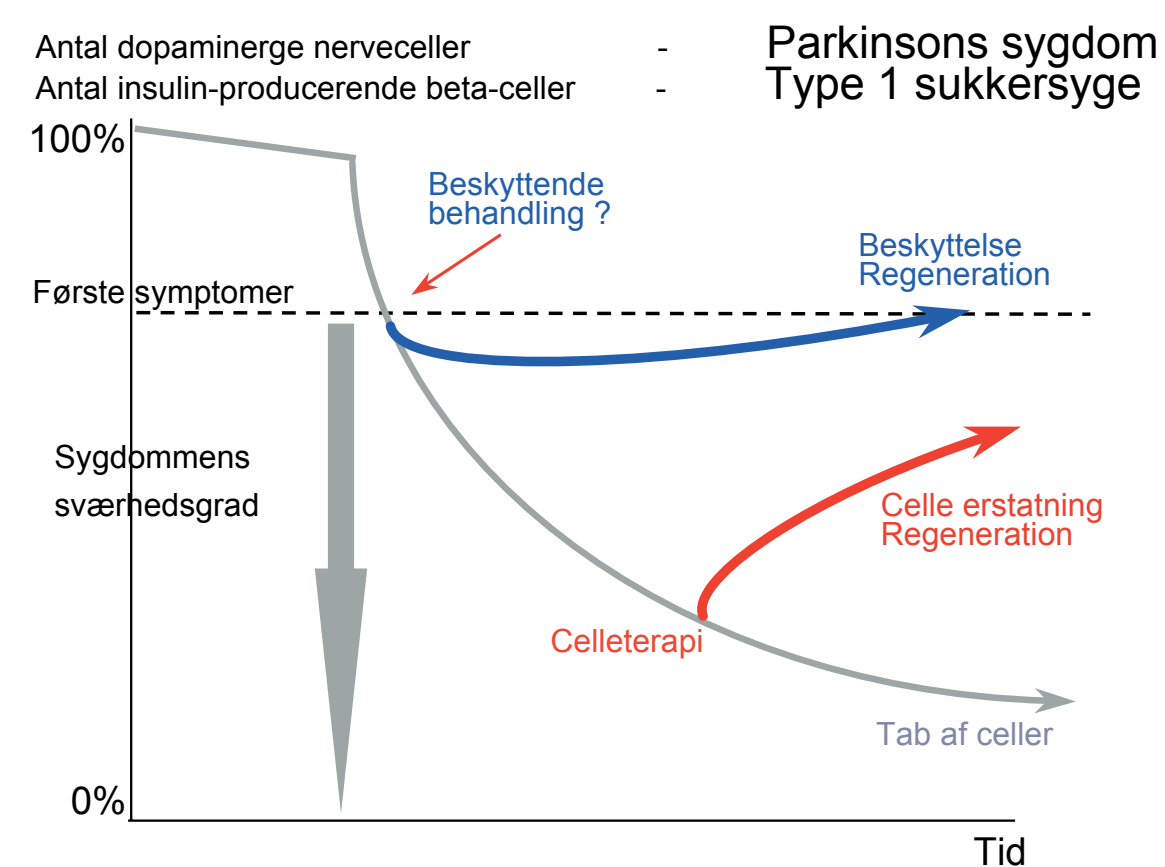 Antal dopaminerge nerveceller - Parkinsons sygdom
Antal insulin-producerende beta-celler - Type 1 sukkersyge
100%
Beskyttende
behandling ?
Beskyttelse
Regeneration
Første symptomer
Sygdommens
sværhedsgrad
Celle erstatning
Regeneration
Celleterapi
Tab af celler
0%
Tid